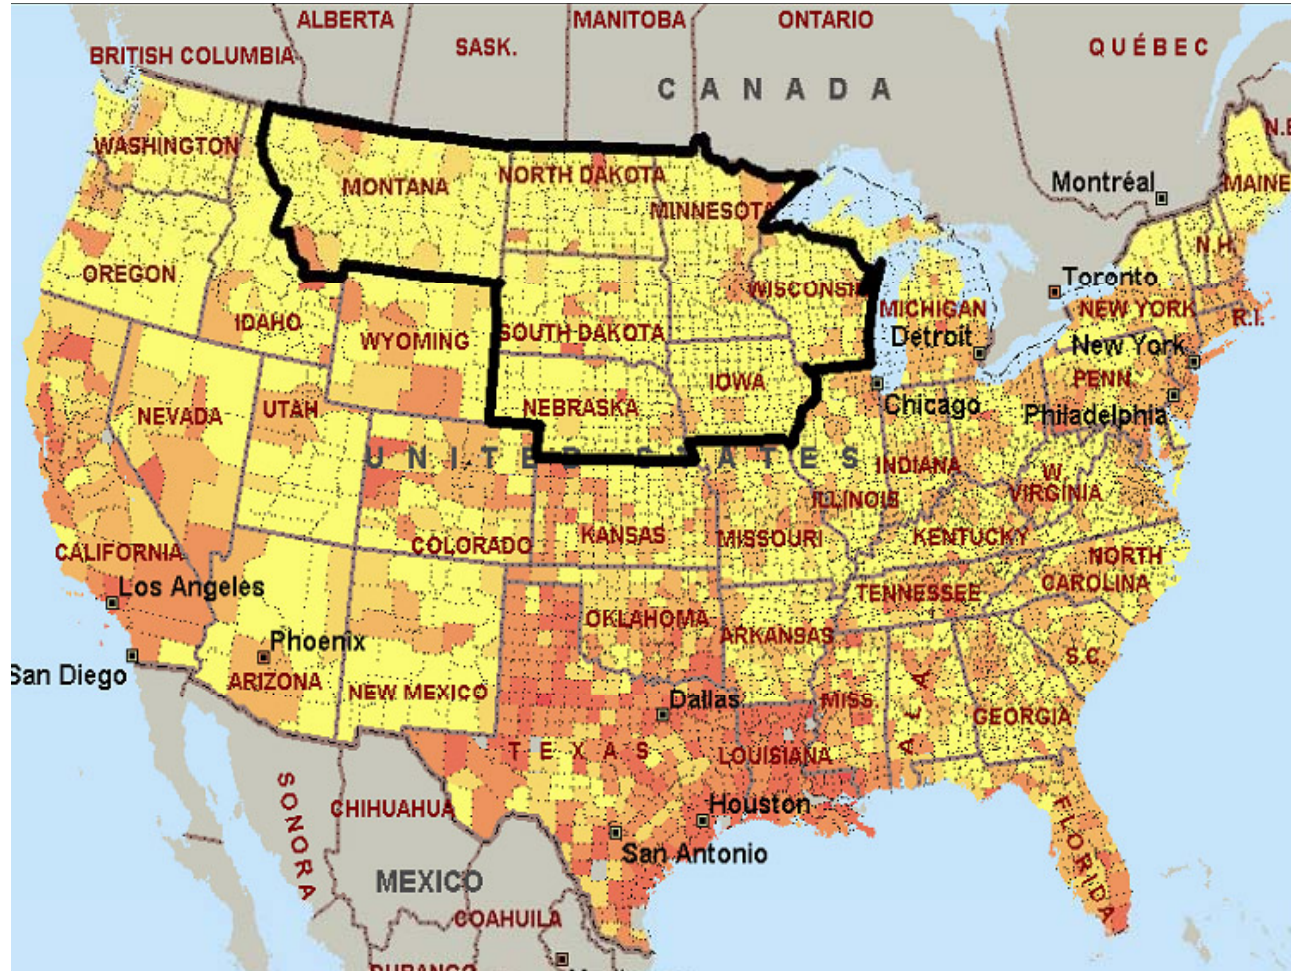 ALBERTA
MANITOBA
ONTARIO
BRITISH COLUMBIA
SASK.
QUÉBEC
CANADA
WASHINGTON
MONTANA
NORTH DAKOTA
MINNESOTA
Montréal
MAINE
N.H.
OREGON
IDAHO
WYOMING
SOUTH DAKOTA
WISCONSIN
MICHIGAN
Toronto
NEW YORK
R.I.
Detroit
New York
PENN.
NEVADA
UTAH
NEBRASKA
IOWA
Chicago
Philadelphia
UNITED STATES
INDIANA
ILLINOIS
W.
VIRGINIA
CALIFORNIA
COLORADO
KANSAS
MISSOURI
KENTUCKY
NORTH
CAROLINA
Los Angeles
OKLAHOMA
ARKANSAS
TENNESSEE
Phoenix
San Diego
ARIZONA
NEW MEXICO
Dallas
MISS.
ALA
S.C.
GEORGIA
TEXAS
LOUISIANA
SONORA
CHIHUAHUA
Houston
San Antonio
FLORIDA
MEXICO
COAHUILA
DURANGO